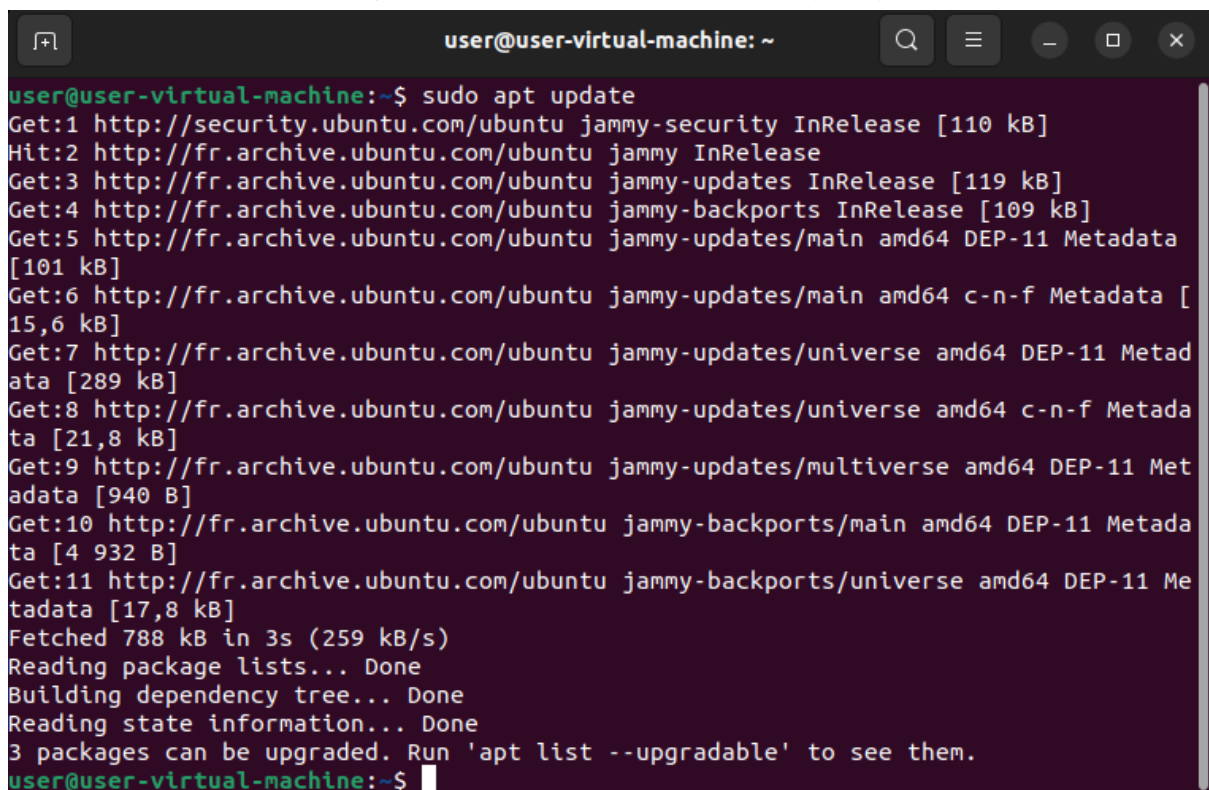 user@user-virtual-machine: ~
user@user-virtual-machine:~$ sudo apt update
Get:1 http://security.ubuntu.com/ubuntu jammy-security InRelease [110 kB]
Hit:2 http://fr.archive.ubuntu.com/ubuntu jammy InRelease
Get:3 http://fr.archive.ubuntu.com/ubuntu jammy-updates InRelease [119 kB]
Get:4 http://fr.archive.ubuntu.com/ubuntu jammy-backports InRelease [109 kB]
Get:5 http://fr.archive.ubuntu.com/ubuntu jammy-updates/main amd64 DEP-11 Metadata
[101 kB]
Get:6 http://fr.archive.ubuntu.com/ubuntu jammy-updates/main amd64 c-n-f Metadata [
15,6 kB]
Get:7 http://fr.archive.ubuntu.com/ubuntu jammy-updates/universe amd64 DEP-11 Metad
ata [289 kB]
Get:8 http://fr.archive.ubuntu.com/ubuntu jammy-updates/universe amd64 c-n-f Metada
ta [21,8 kB]
Get:9 http://fr.archive.ubuntu.com/ubuntu jammy-updates/multiverse amd64 DEP-11 Met
adata [940 B]
Get:10 http://fr.archive.ubuntu.com/ubuntu jammy-backports/main amd64 DEP-11 Metada
ta [4 932 B]
Get:11 http://fr.archive.ubuntu.com/ubuntu jammy-backports/universe amd64 DEP-11 Me
tadata [17,8 kB]
Fetched 788 kB in 3s (259 kB/s)
Reading package lists... Done
Building dependency tree... Done
Reading state information... Done
3 packages can be upgraded. Run 'apt list --upgradable' to see them.
user@user-virtual-machine:~$